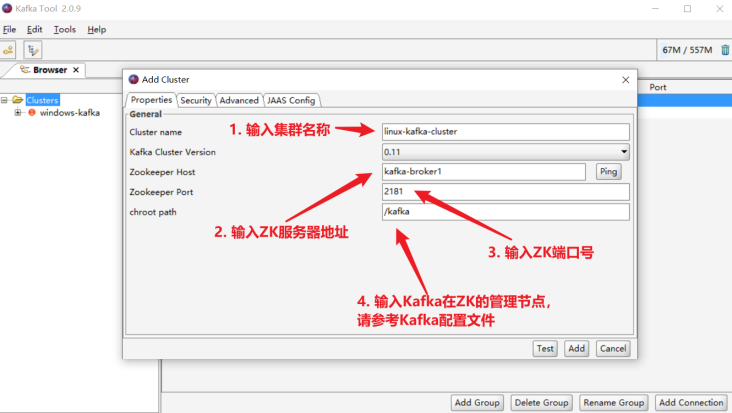 Kafka Tool 2.0.9
File Edit Tools Help
67M / 557M
Browser
Port
Clusters
windows-kafka
Add Cluster
Properties Security Advanced JAAS Config
General
Cluster name linux-kafka-cluster
1. 输入集群名称
Kafka Cluster Version 0.11
Zookeeper Host kafka-broker1 Ping
Zookeeper Port 2181
chroot path /kafka
2. 输入ZK服务器地址
3. 输入ZK端口号
4. 输入Kafka在ZK的管理节点，
请参考Kafka配置文件
Test Add Cancel
Add Group Delete Group Rename Group Add Connection